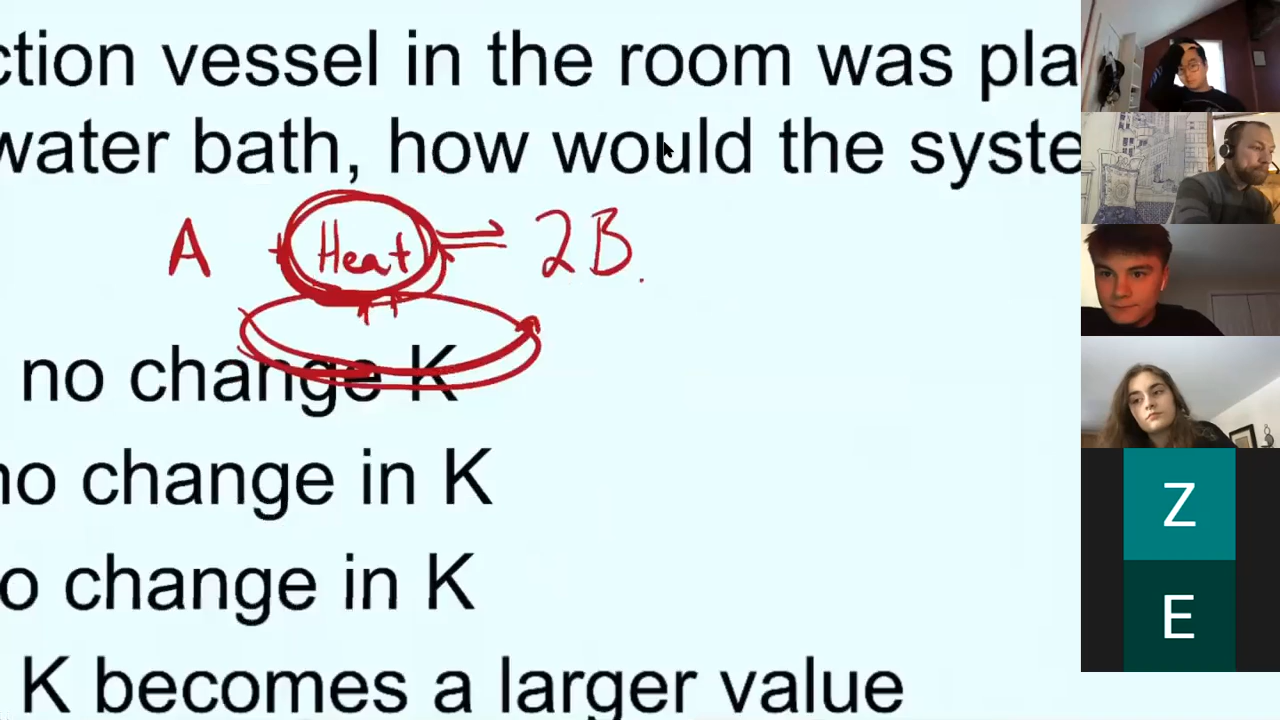 ction vessel in the room was pla
water bath, how would the syste
A + Heat ⇌ 2B.
no change K
no change in K
o change in K
K becomes a larger value
Z
E